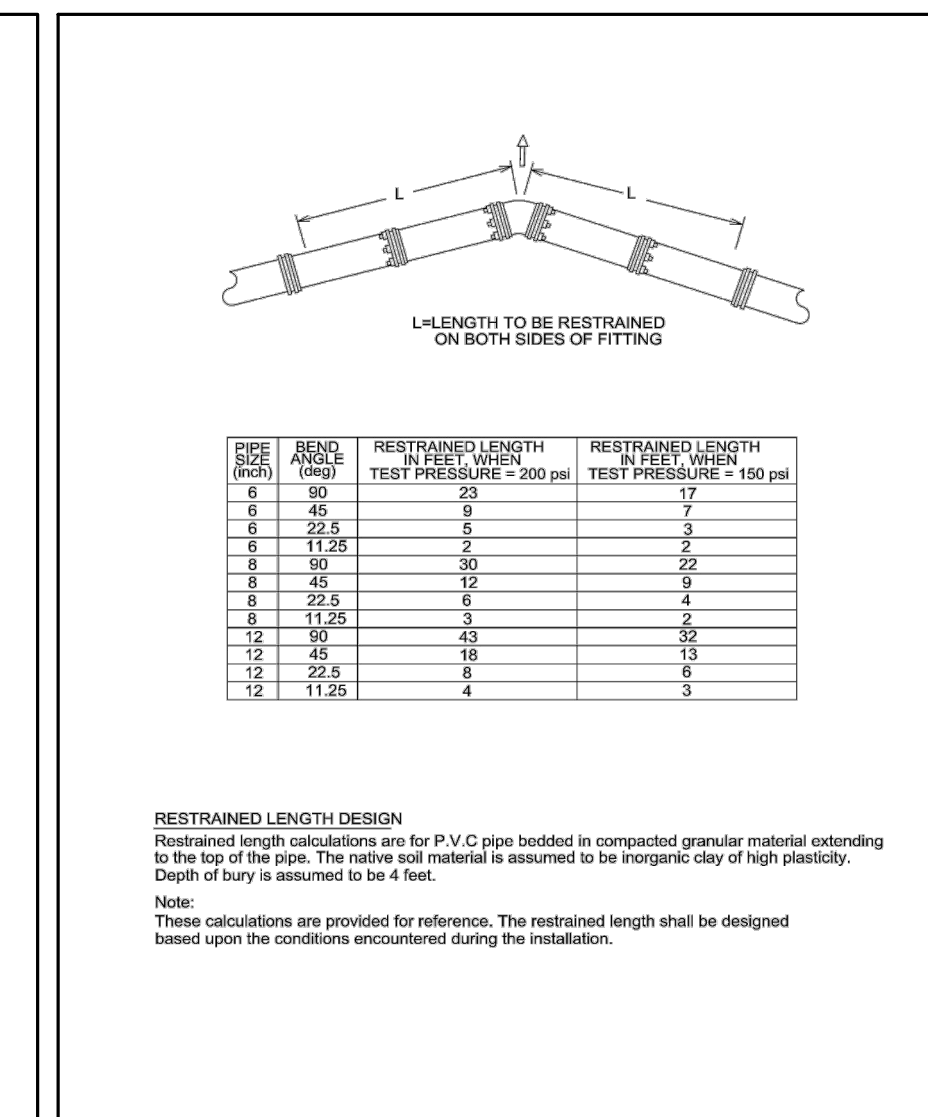 L
L
L=LENGTH TO BE RESTRAINED
ON BOTH SIDES OF FITTING
PIPE SIZE (inch) BEND ANGLE (deg) RESTRAINED LENGTH IN FEET, WHEN TEST PRESSURE = 200 psi RESTRAINED LENGTH IN FEET, WHEN TEST PRESSURE = 150 psi
6 90 23 17
6 45 9 7
6 22.5 5 3
6 11.25 2 2
8 90 30 22
8 45 12 9
8 22.5 6 4
8 11.25 3 2
12 90 43 32
12 45 18 13
12 22.5 8 6
12 11.25 4 3
RESTRAINED LENGTH DESIGN
Restrained length calculations are for P.V.C pipe bedded in compacted granular material extending
to the top of the pipe. The native soil material is assumed to be inorganic clay of high plasticity.
Depth of bury is assumed to be 4 feet.
Note:
These calculations are provided for reference. The restrained length shall be designed
based upon the conditions encountered during the installation.